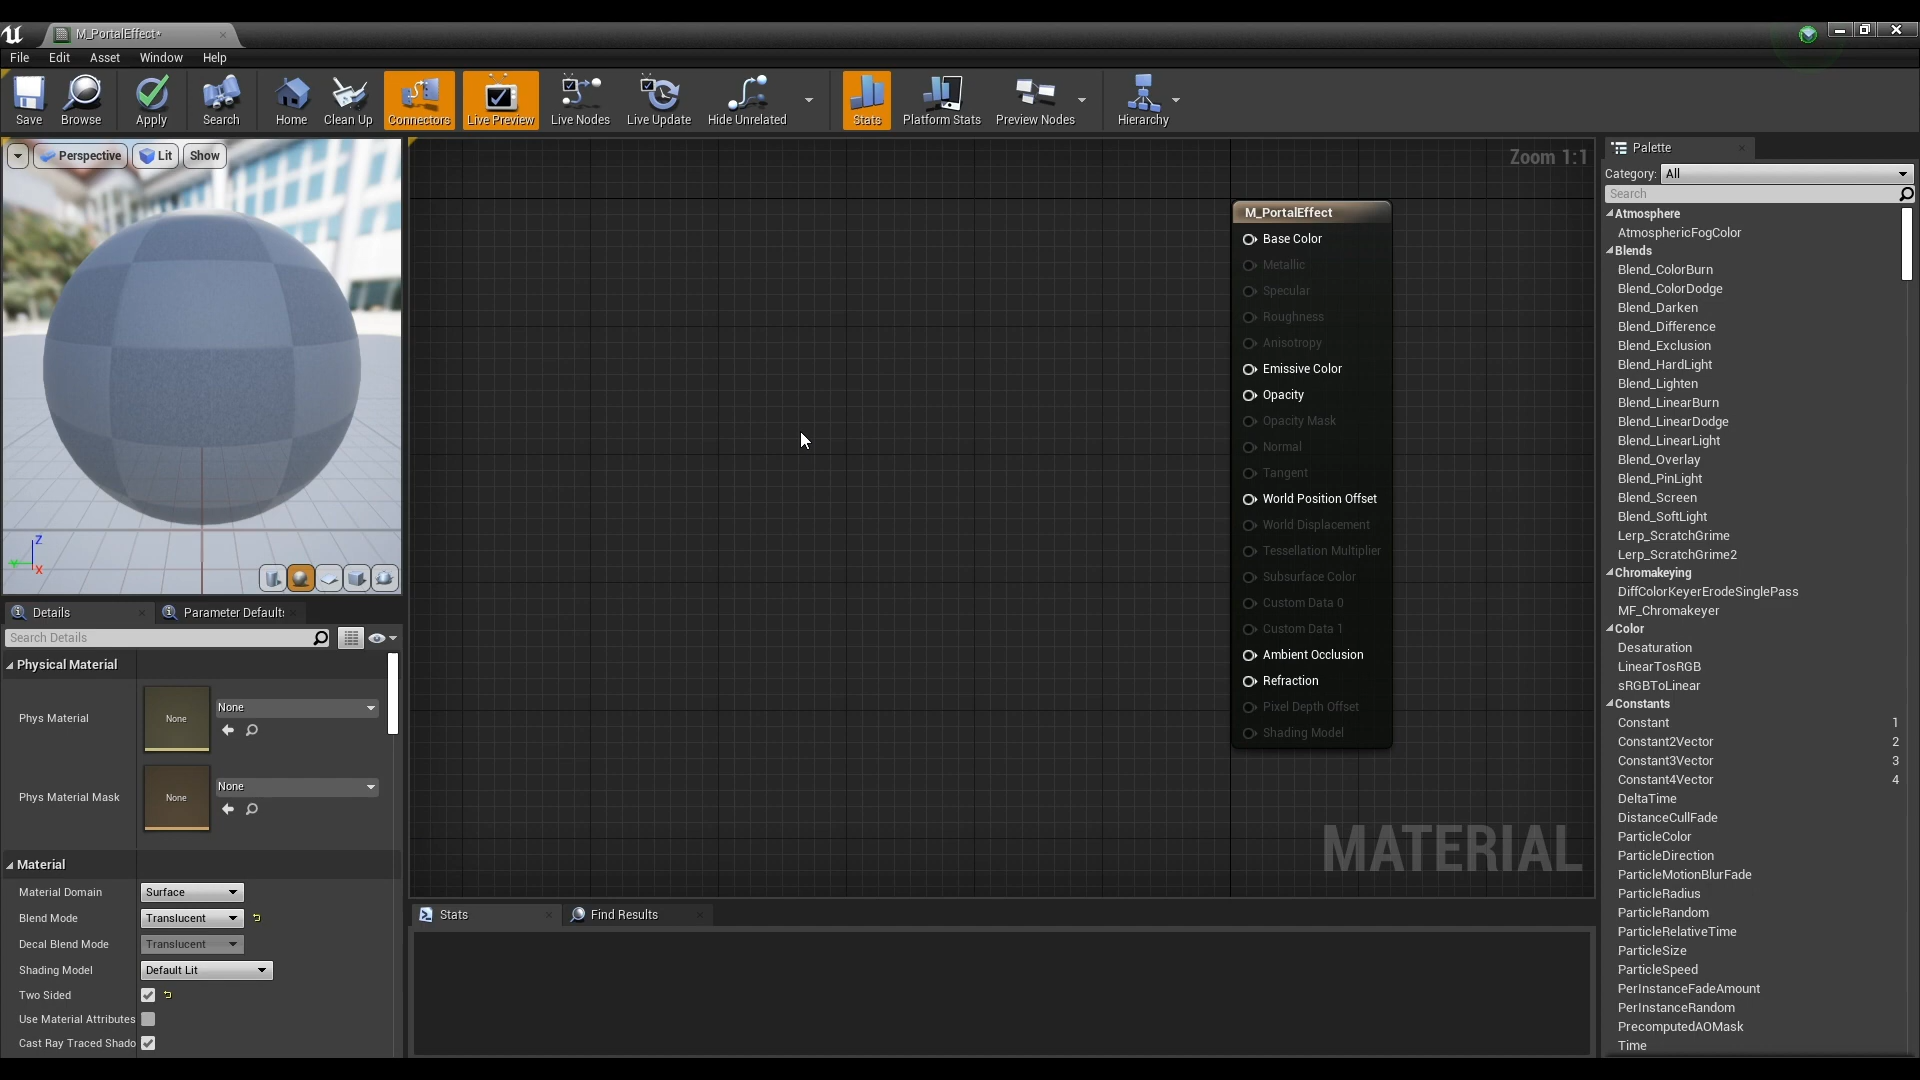 M_PortalEffect*
File Edit Asset Window Help
Save Browse Apply Search Home Clean Up Connectors Live Preview Live Nodes Live Update Hide Unrelated Stats Platform Stats Preview Nodes Hierarchy
Perspective Lit Show
Z
Y
X
Details Parameter Default
Search Details
Physical Material
Phys Material None None
Phys Material Mask None None
Material
Material Domain Surface
Blend Mode Translucent
Decal Blend Mode Translucent
Shading Model Default Lit
Two Sided
Use Material Attributes
Cast Ray Traced Shado
Zoom 1:1
M_PortalEffect
Base Color
Metallic
Specular
Roughness
Anisotropy
Emissive Color
Opacity
Opacity Mask
Normal
Tangent
World Position Offset
World Displacement
Tessellation Multiplier
Subsurface Color
Custom Data 0
Custom Data 1
Ambient Occlusion
Refraction
Pixel Depth Offset
Shading Model
MATERIAL
Stats Find Results
Palette
Category: All
Search
Atmosphere
AtmosphericFogColor
Blends
Blend_ColorBurn
Blend_ColorDodge
Blend_Darken
Blend_Difference
Blend_Exclusion
Blend_HardLight
Blend_Lighten
Blend_LinearBurn
Blend_LinearDodge
Blend_LinearLight
Blend_Overlay
Blend_PinLight
Blend_Screen
Blend_SoftLight
Lerp_ScratchGrime
Lerp_ScratchGrime2
Chromakeying
DiffColorKeyerErodeSinglePass
MF_Chromakeyer
Color
Desaturation
LinearTosRGB
sRGBToLinear
Constants
Constant 1
Constant2Vector 2
Constant3Vector 3
Constant4Vector 4
DeltaTime
DistanceCullFade
ParticleColor
ParticleDirection
ParticleMotionBlurFade
ParticleRadius
ParticleRandom
ParticleRelativeTime
ParticleSize
ParticleSpeed
PerInstanceFadeAmount
PerInstanceRandom
PrecomputedAOMask
Time